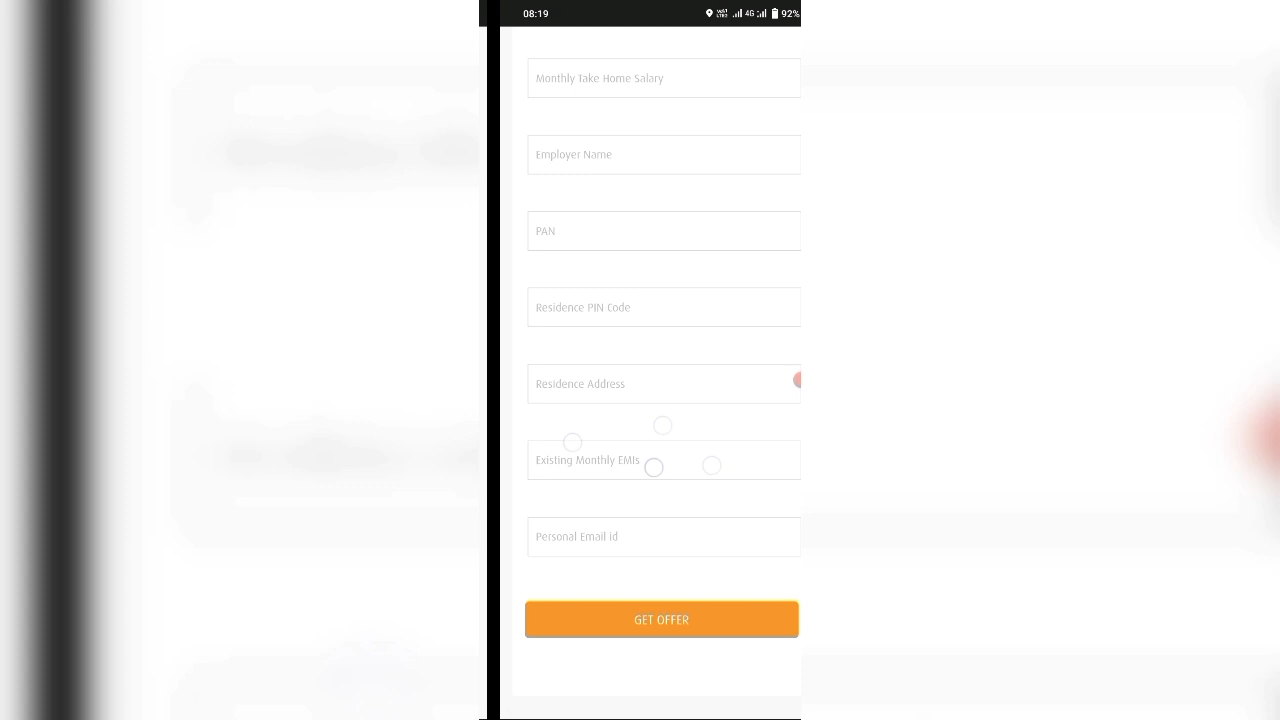 08:19
4G
92%
Monthly Take Home Salary
Employer Name
PAN
Residence PIN Code
Residence Address
Existing Monthly EMIs
Personal Email id
GET OFFER